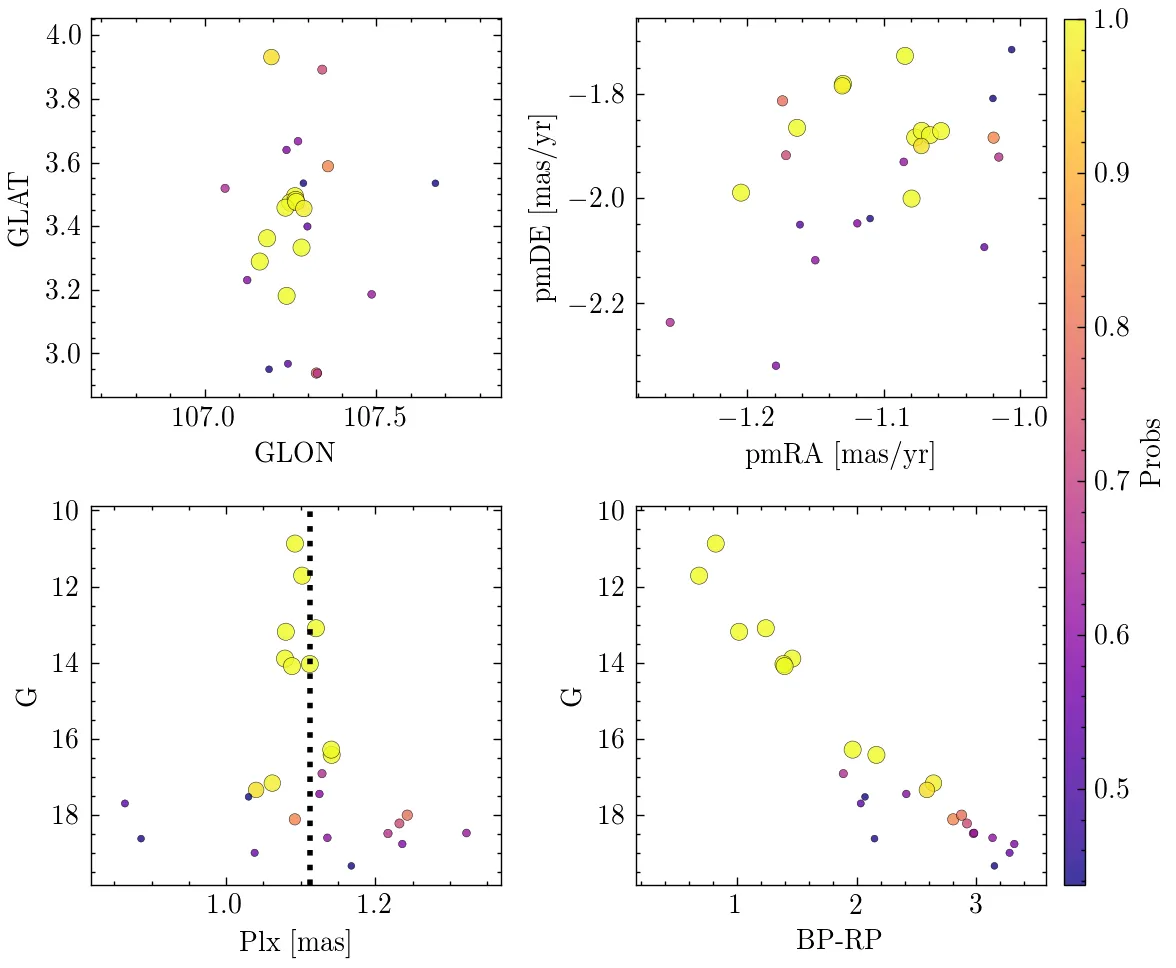 4.0
3.8
3.6
3.4
3.2
3.0
GLAT
107.0 107.5
GLON
−1.8
−2.0
−2.2
pmDE [mas/yr]
−1.2 −1.1 −1.0
pmRA [mas/yr]
10
12
14
16
18
G
1.0 1.2
Plx [mas]
10
12
14
16
18
G
1 2 3
BP-RP
1.0
0.9
0.8
0.7
0.6
0.5
Probs